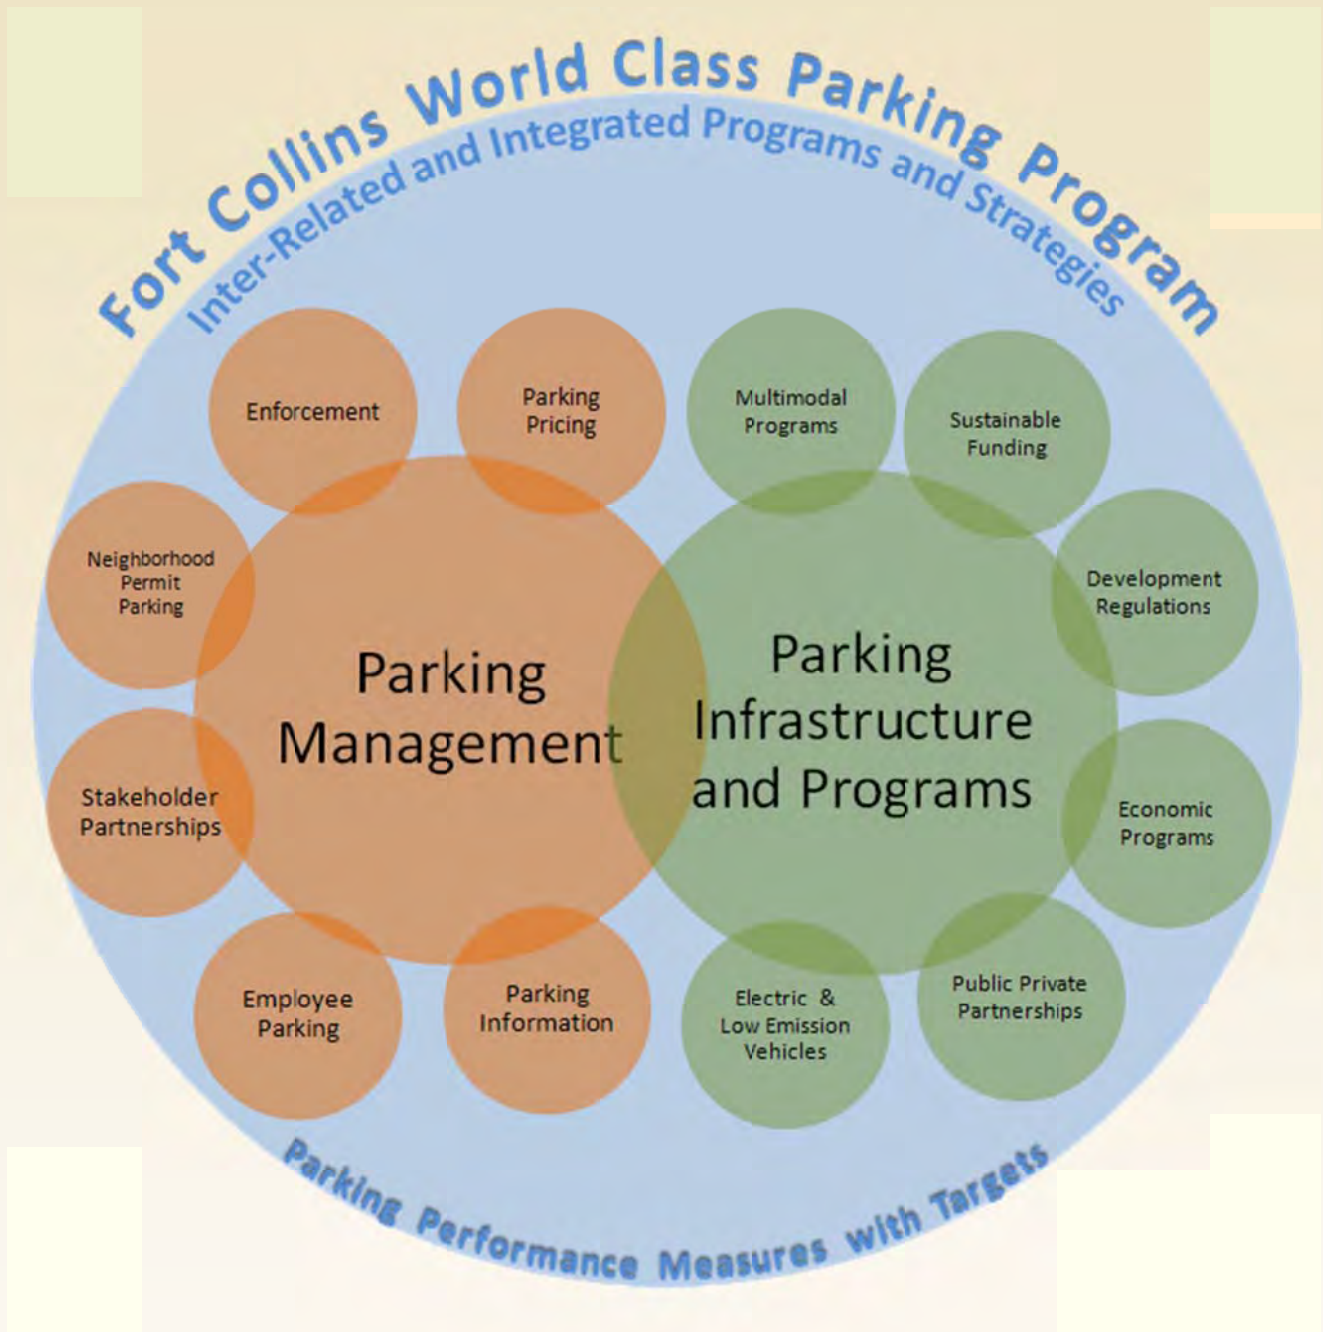 Fort Collins World Class Parking Program
Inter-Related and Integrated Programs and Strategies
Enforcement
Parking
Pricing
Multimodal
Programs
Sustainable
Funding
Neighborhood
Permit
Parking
Development
Regulations
Parking
Management
Parking
Infrastructure
and Programs
Stakeholder
Partnerships
Economic
Programs
Employee
Parking
Parking
Information
Electric &
Low Emission
Vehicles
Public Private
Partnerships
Parking Performance Measures with Targets